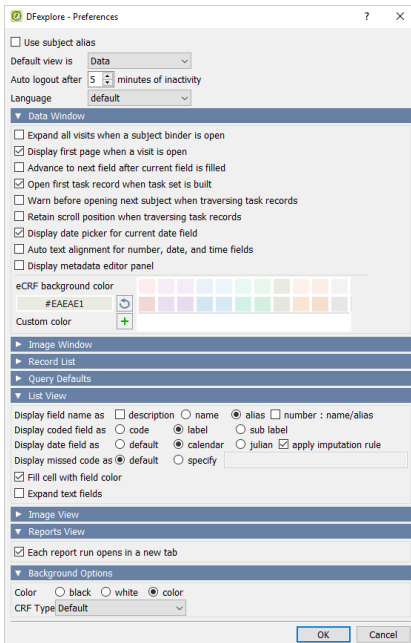 DFexplore - Preferences
Use subject alias
Default view is Data
Auto logout after 5 minutes of inactivity
Language default
Data Window
Expand all visits when a subject binder is open
Display first page when a visit is open
Advance to next field after current field is filled
Open first task record when task set is built
Warn before opening next subject when traversing task records
Retain scroll position when traversing task records
Display date picker for current date field
Auto text alignment for number, date, and time fields
Display metadata editor panel
eCRF background color
#EAEAE1
Custom color
Image Window
Record List
Query Defaults
List View
Display field name as description name alias number : name/alias
Display coded field as code label sub label
Display date field as default calendar julian apply imputation rule
Display missed code as default specify
Fill cell with field color
Expand text fields
Image View
Reports View
Each report run opens in a new tab
Background Options
Color black white color
CRF Type Default
OK Cancel